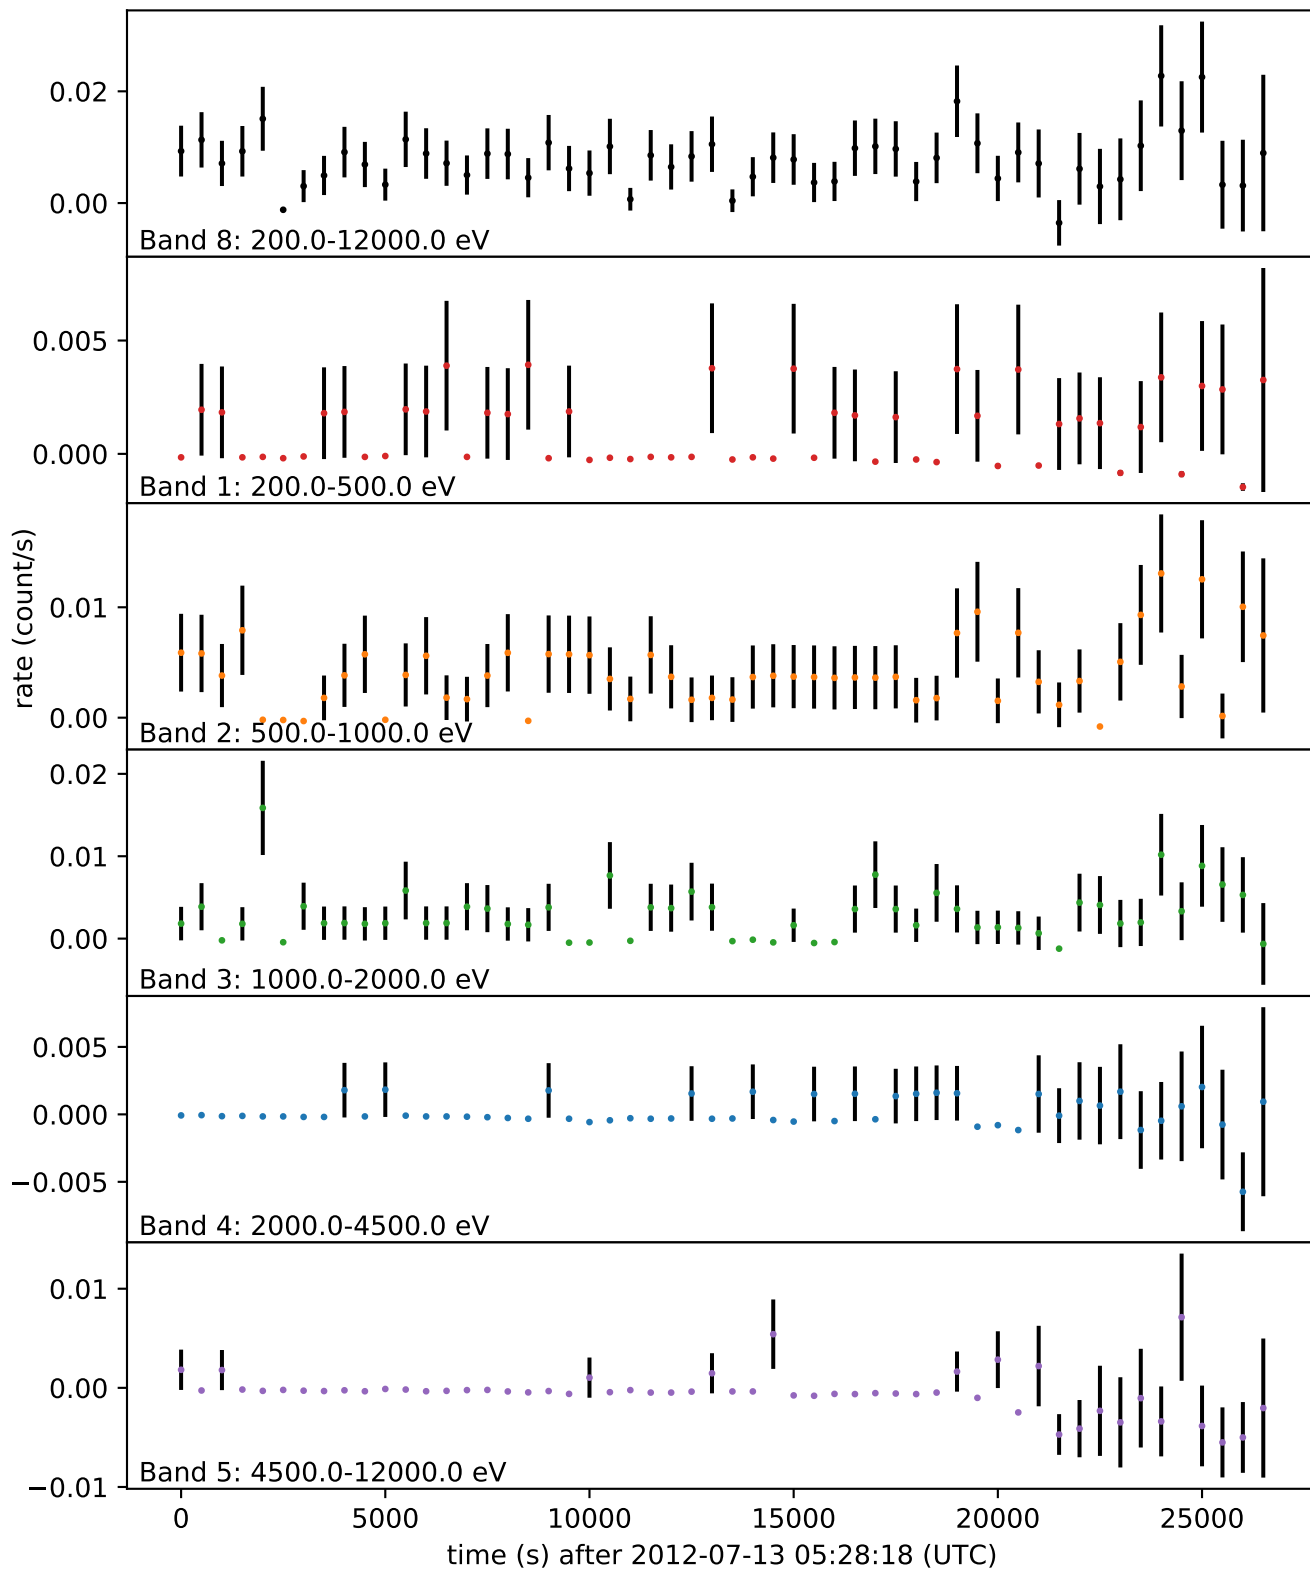 0.02
0.00
Band 8: 200.0-12000.0 eV
0.005
0.000
Band 1: 200.0-500.0 eV
rate (count/s)
0.01
0.00
Band 2: 500.0-1000.0 eV
0.02
0.01
0.00
Band 3: 1000.0-2000.0 eV
0.005
0.000
−0.005
Band 4: 2000.0-4500.0 eV
0.01
0.00
−0.01
Band 5: 4500.0-12000.0 eV
0 5000 10000 15000 20000 25000
time (s) after 2012-07-13 05:28:18 (UTC)